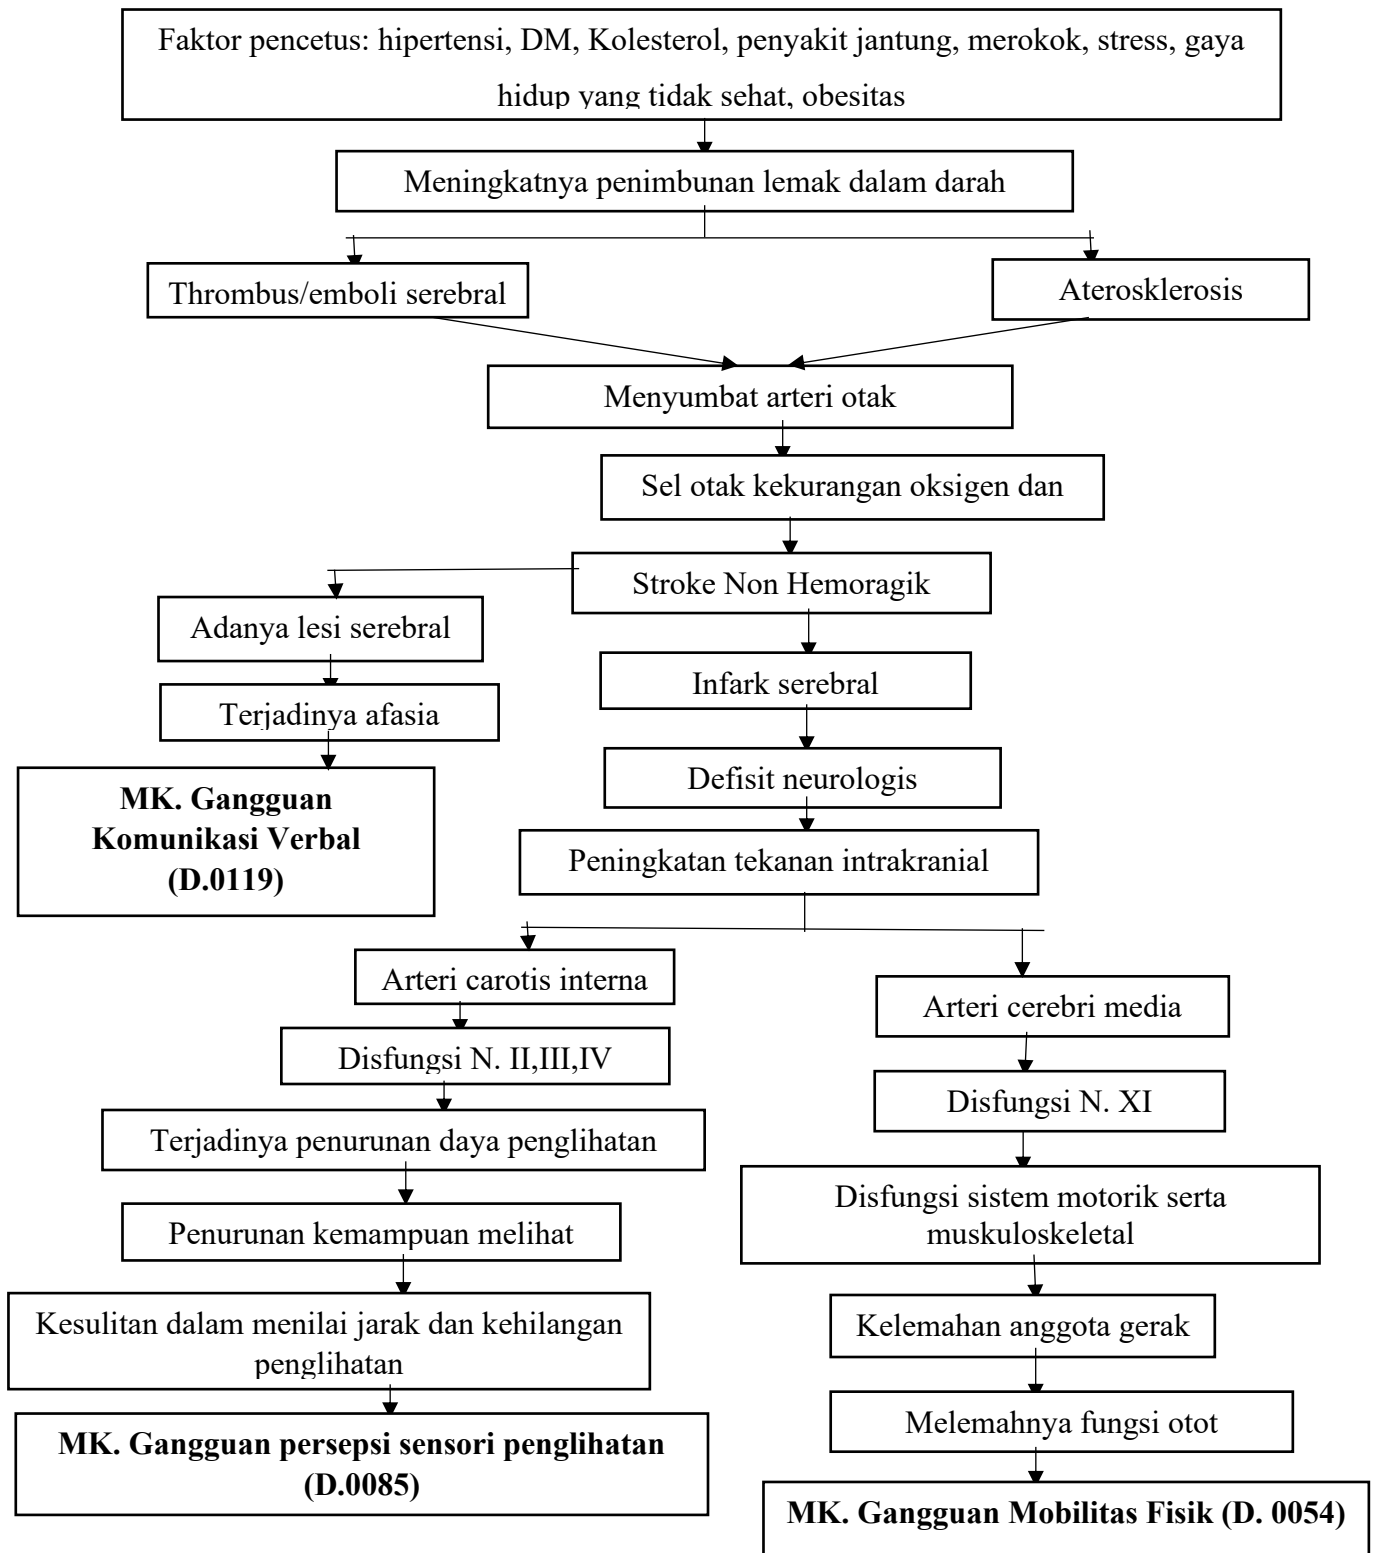 Faktor pencetus: hipertensi, DM, Kolesterol, penyakit jantung, merokok, stress, gaya
hidup yang tidak sehat, obesitas
Meningkatnya penimbunan lemak dalam darah
Thrombus/emboli serebral
Aterosklerosis
Menyumbat arteri otak
Sel otak kekurangan oksigen dan
Stroke Non Hemoragik
Adanya lesi serebral
Infark serebral
Terjadinya afasia
Defisit neurologis
MK. Gangguan
Komunikasi Verbal
(D.0119)
Peningkatan tekanan intrakranial
Arteri carotis interna
Arteri cerebri media
Disfungsi N. II,III,IV
Disfungsi N. XI
Terjadinya penurunan daya penglihatan
Disfungsi sistem motorik serta
muskuloskeletal
Penurunan kemampuan melihat
Kesulitan dalam menilai jarak dan kehilangan
penglihatan
Kelemahan anggota gerak
Melemahnya fungsi otot
MK. Gangguan persepsi sensori penglihatan
(D.0085)
MK. Gangguan Mobilitas Fisik (D. 0054)